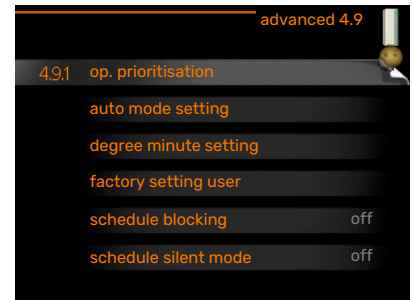 advanced 4.9
4.9.1 op. prioritisation
auto mode setting
degree minute setting
factory setting user
schedule blocking off
schedule silent mode off